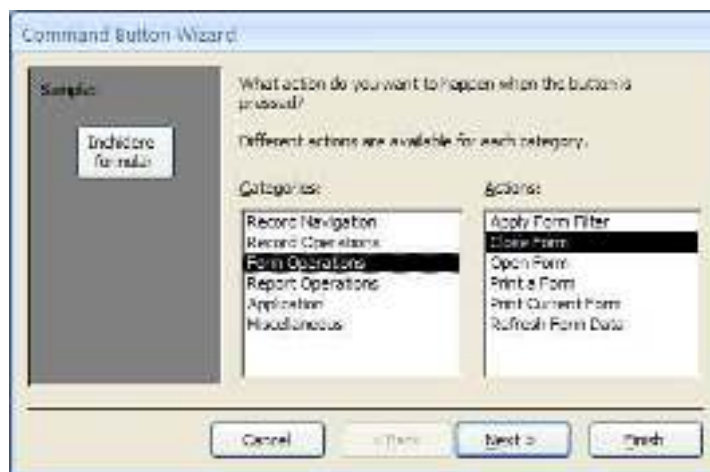 Command Button Wizard
Sample:
Inchidere
formular
What action do you want to happen when the button is
pressed?
Different actions are available for each category.
Categories:
Record Navigation
Record Operations
Form Operations
Report Operations
Application
Miscellaneous
Actions:
Apply Form Filter
Close Form
Open Form
Print a Form
Print Current Form
Refresh Form Data
Cancel
< Back
Next >
Finish